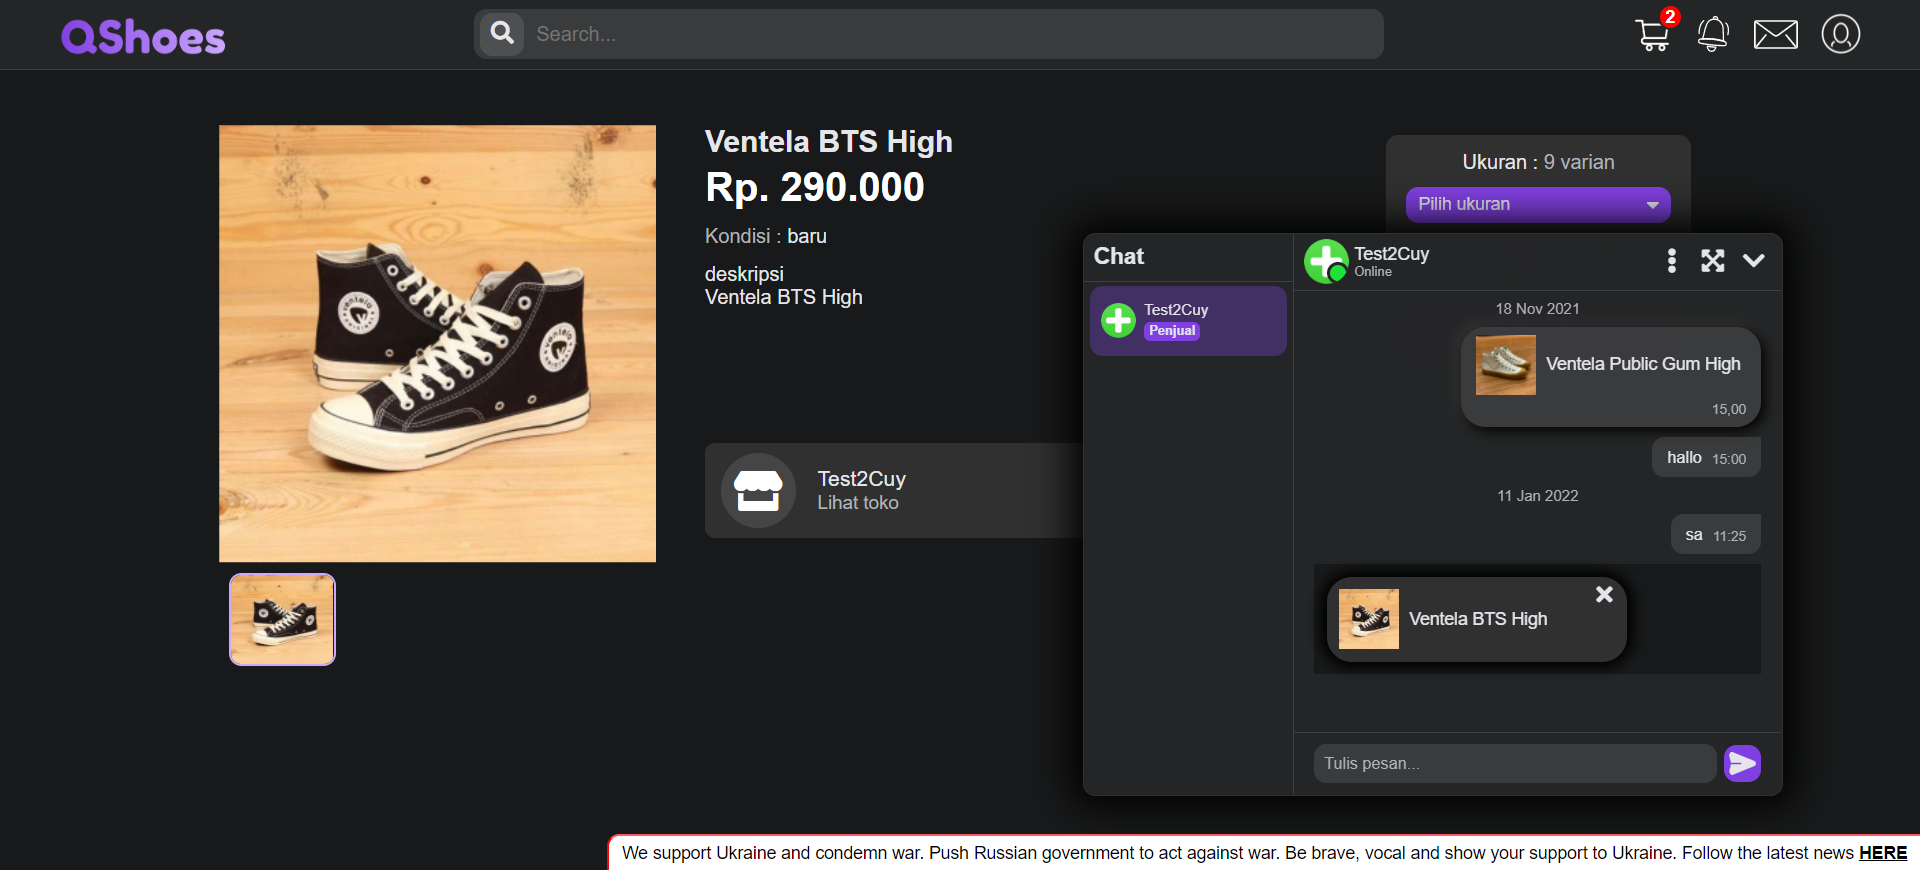 QShoes
Search...
2
Ventela BTS High
Rp. 290.000
Kondisi : baru
deskripsi
Ventela BTS High
Ukuran : 9 varian
Pilih ukuran
Test2Cuy
Lihat toko
Chat
Test2Cuy
Penjual
Test2Cuy
Online
18 Nov 2021
Ventela Public Gum High
15,00
hallo 15:00
11 Jan 2022
sa 11:25
Ventela BTS High
Tulis pesan...
We support Ukraine and condemn war. Push Russian government to act against war. Be brave, vocal and show your support to Ukraine. Follow the latest news HERE